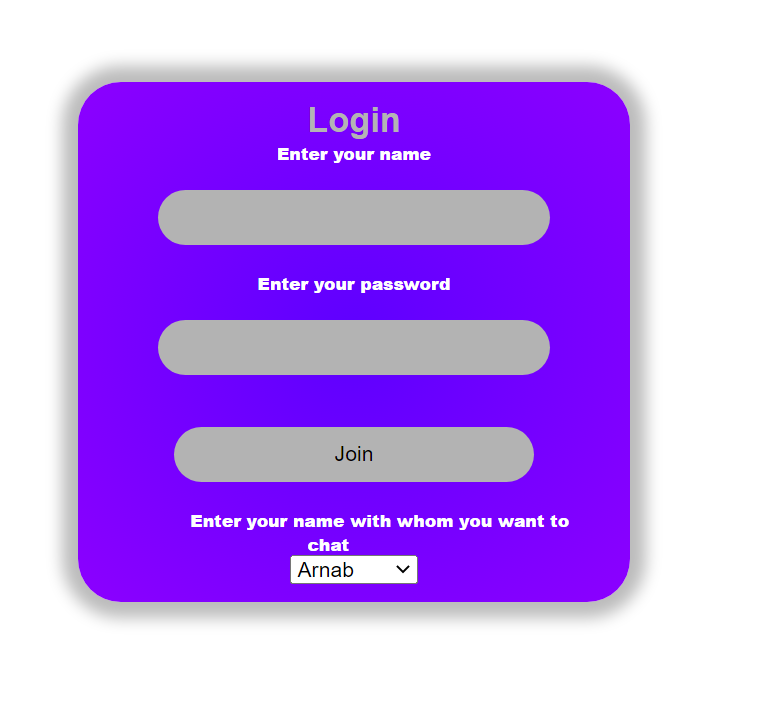 Login
Enter your name
Enter your password
Join
Enter your name with whom you want to
chat
Arnab